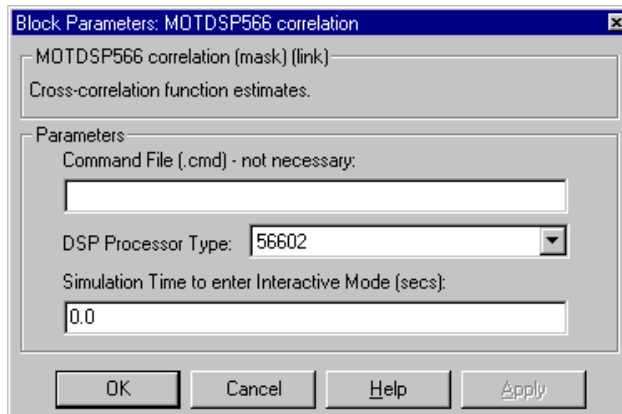 Block Parameters: MOTDSP566 correlation
MOTDSP566 correlation (mask) (link)
Cross-correlation function estimates.
Parameters
Command File (.cmd) - not necessary:
DSP Processor Type: 56602
Simulation Time to enter Interactive Mode (secs):
0.0
OK Cancel Help Apply